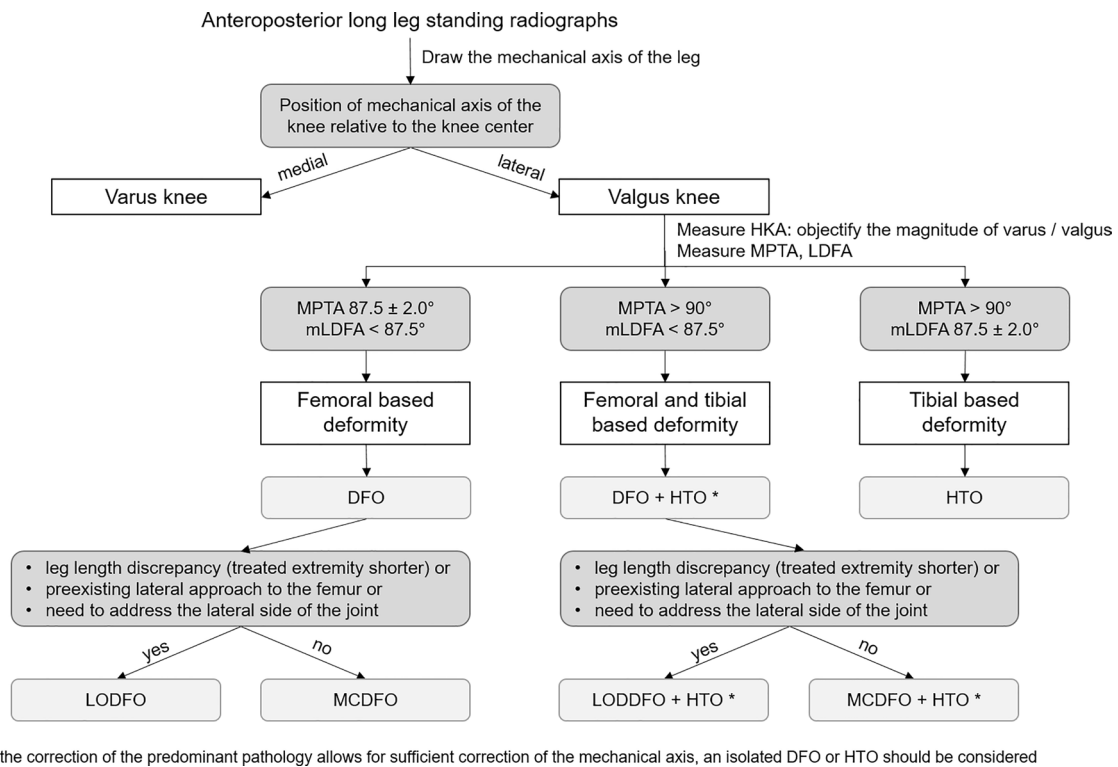 Anteroposterior long leg standing radiographs
Draw the mechanical axis of the leg
Position of mechanical axis of the
knee relative to the knee center
medial
lateral
Varus knee
Valgus knee
Measure HKA: objectify the magnitude of varus / valgus
Measure MPTA, LDFA
MPTA 87.5 ± 2.0°
mLDFA < 87.5°
MPTA > 90°
mLDFA < 87.5°
MPTA > 90°
mLDFA 87.5 ± 2.0°
Femoral based
deformity
Femoral and tibial
based deformity
Tibial based
deformity
DFO
DFO + HTO *
HTO
• leg length discrepancy (treated extremity shorter) or
• preexisting lateral approach to the femur or
• need to address the lateral side of the joint
• leg length discrepancy (treated extremity shorter) or
• preexisting lateral approach to the femur or
• need to address the lateral side of the joint
yes
no
yes
no
LODFO
MCDFO
LODDFO + HTO *
MCDFO + HTO *
the correction of the predominant pathology allows for sufficient correction of the mechanical axis, an isolated DFO or HTO should be considered